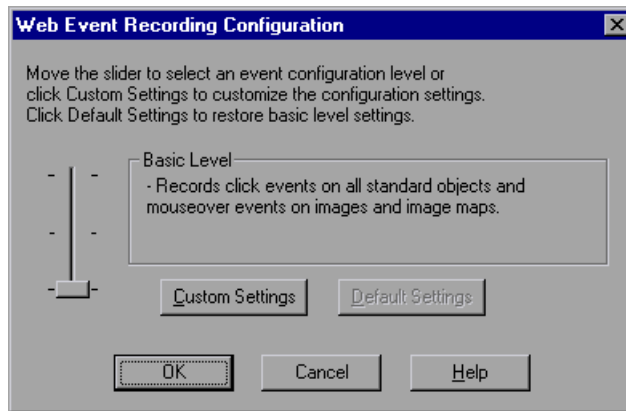 Web Event Recording Configuration
Move the slider to select an event configuration level or
click Custom Settings to customize the configuration settings.
Click Default Settings to restore basic level settings.
Basic Level
- Records click events on all standard objects and
mouseover events on images and image maps.
Custom Settings
Default Settings
OK
Cancel
Help